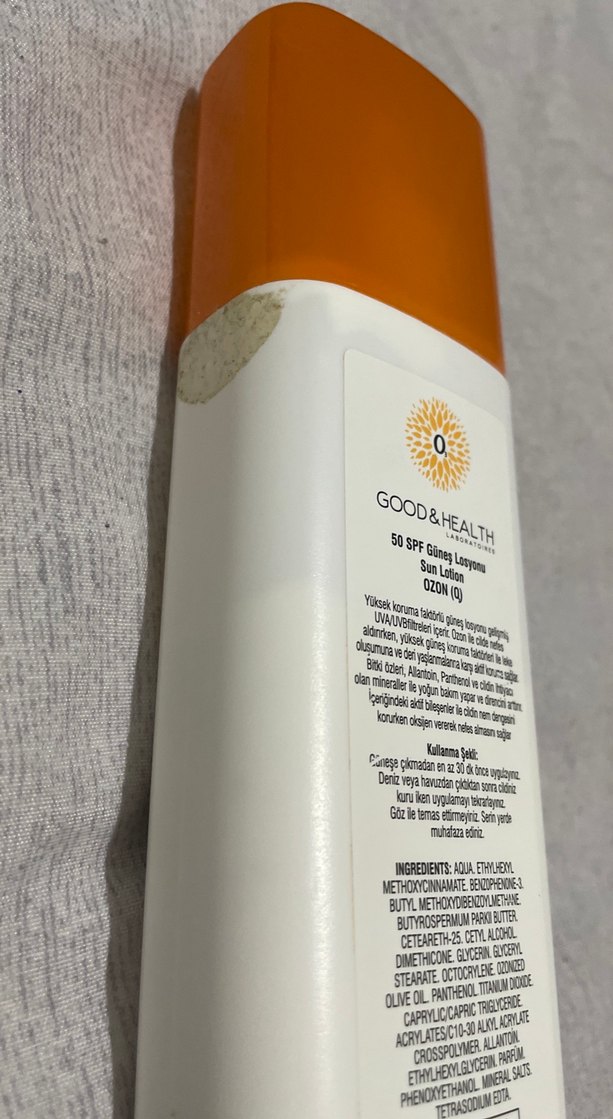 O₃
GOOD & HEALTH
LABORATOIRES
50 SPF Güneş Losyonu
Sun Lotion
OZON (O₃)
Yüksek koruma faktörlü güneş losyonu gelişmiş
UVA/UVBfiltreleri içerir. Ozon ile cilde nefes
aldırırken, yüksek güneş koruma faktörleri ile leke
oluşumuna ve deri yaşlanmalarına karşı aktif koruma sağlar.
Bitki özleri, Allantoin, Panthenol ve cildin ihtiyacı
olan mineraller ile yoğun bakım yapar ve direncini arttırır.
İçeriğindeki aktif bileşenler ile cildin nem dengesini
korurken oksijen vererek nefes almasını sağlar
Kullanma Şekli:
Güneşe çıkmadan en az 30 dk önce uygulayınız.
Deniz veya havuzdan çıktıktan sonra cildiniz
kuru iken uygulamayı tekrarlayınız.
Göz ile temas ettirmeyiniz. Serin yerde
muhafaza ediniz.
INGREDIENTS: AQUA. ETHYLHEXYL
METHOXYCINNAMATE. BENZOPHENONE-3.
BUTYL METHOXYDIBENZOYLMETHANE.
BUTYROSPERMUM PARKII BUTTER.
CETEARETH-25. CETYL ALCOHOL.
DIMETHICONE. GLYCERIN. GLYCERYL
STEARATE. OCTOCRYLENE. OZONIZED
OLIVE OIL. PANTHENOL TITANIUM DIOXIDE.
CAPRYLIC/CAPRIC TRIGLYCERIDE.
ACRYLATES/C10-30 ALKYL ACRYLATE
CROSSPOLYMER. ALLANTOIN.
ETHYLHEXYLGLYCERIN. PARFÜM.
PHENOXYETHANOL. MINERAL SALTS.
TETRASODIUM EDTA.